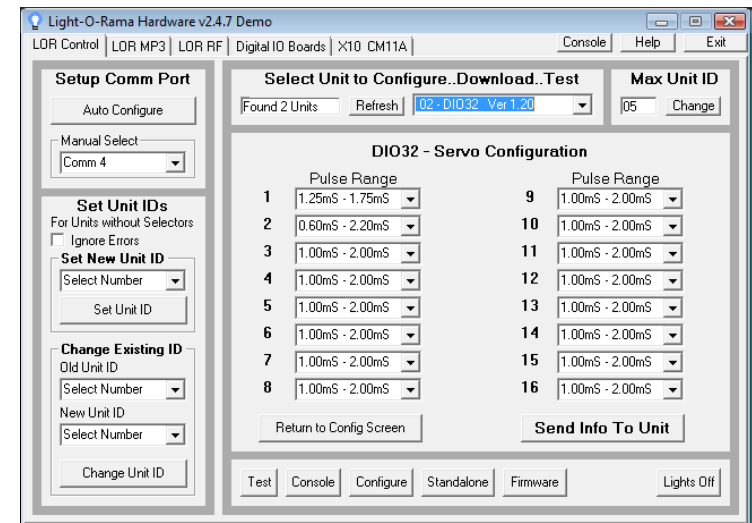 Light-O-Rama Hardware v2.4.7 Demo
LOR Control LOR MP3 LOR RF Digital IO Boards X10 CM11A Console Help Exit
Setup Comm Port
Auto Configure
Manual Select
Comm 4
Set Unit IDs
For Units without Selectors
Ignore Errors
Set New Unit ID
Select Number
Set Unit ID
Change Existing ID
Old Unit ID
Select Number
New Unit ID
Select Number
Change Unit ID
Select Unit to Configure..Download..Test
Found 2 Units Refresh 02 - DIO32 Ver 1.20
Max Unit ID
05 Change
DIO32 - Servo Configuration
Pulse Range Pulse Range
1 1.25mS - 1.75mS 9 1.00mS - 2.00mS
2 0.60mS - 2.20mS 10 1.00mS - 2.00mS
3 1.00mS - 2.00mS 11 1.00mS - 2.00mS
4 1.00mS - 2.00mS 12 1.00mS - 2.00mS
5 1.00mS - 2.00mS 13 1.00mS - 2.00mS
6 1.00mS - 2.00mS 14 1.00mS - 2.00mS
7 1.00mS - 2.00mS 15 1.00mS - 2.00mS
8 1.00mS - 2.00mS 16 1.00mS - 2.00mS
Return to Config Screen Send Info To Unit
Test Console Configure Standalone Firmware Lights Off